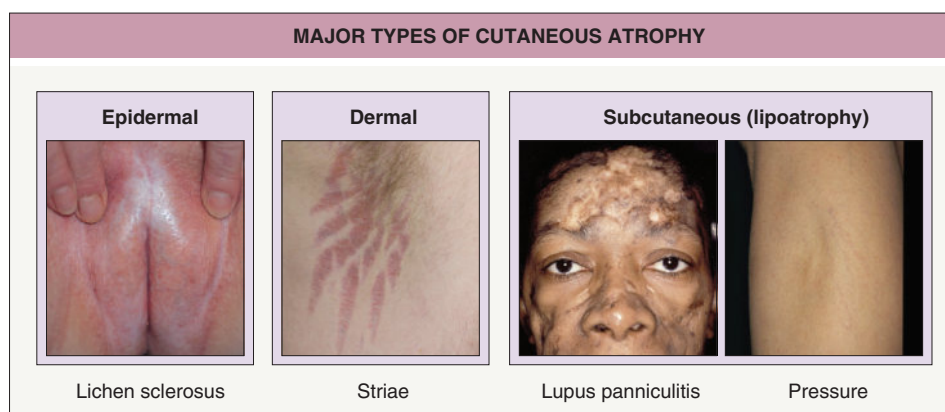 MAJOR TYPES OF CUTANEOUS ATROPHY
Epidermal
Dermal
Subcutaneous (lipoatrophy)
Lichen sclerosus
Striae
Lupus panniculitis
Pressure